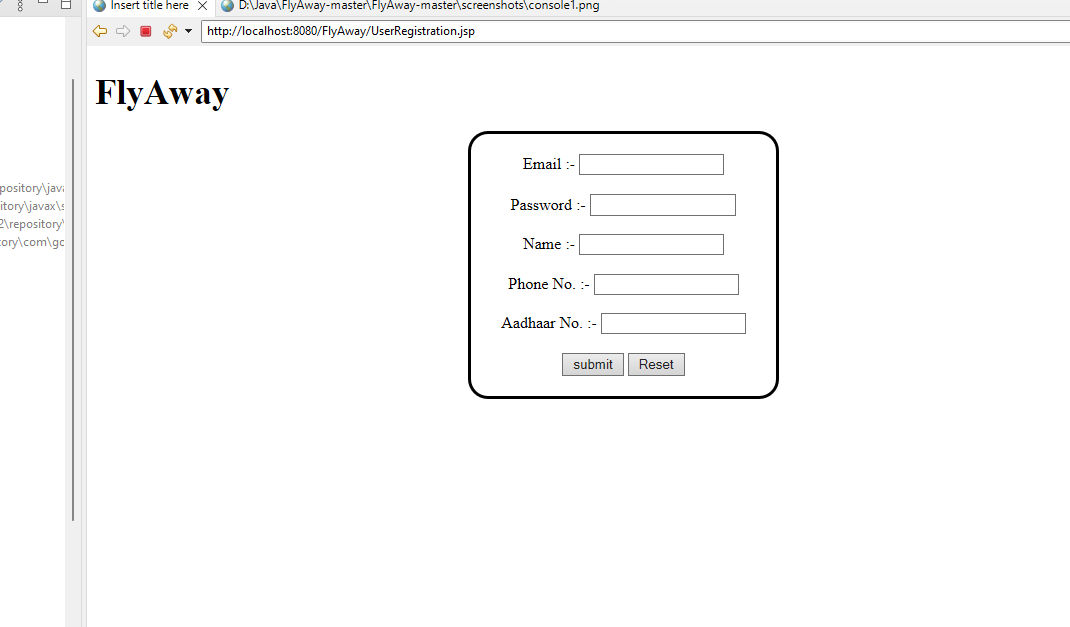 Insert title here
D:\Java\FlyAway-master\FlyAway-master\screenshots\console1.png
http://localhost:8080/FlyAway/UserRegistration.jsp
FlyAway
Email :-
Password :-
pository\java
Name :-
itory\javax\s
2\repository\
tory\com\go
Phone No. :-
Aadhaar No. :-
submit Reset